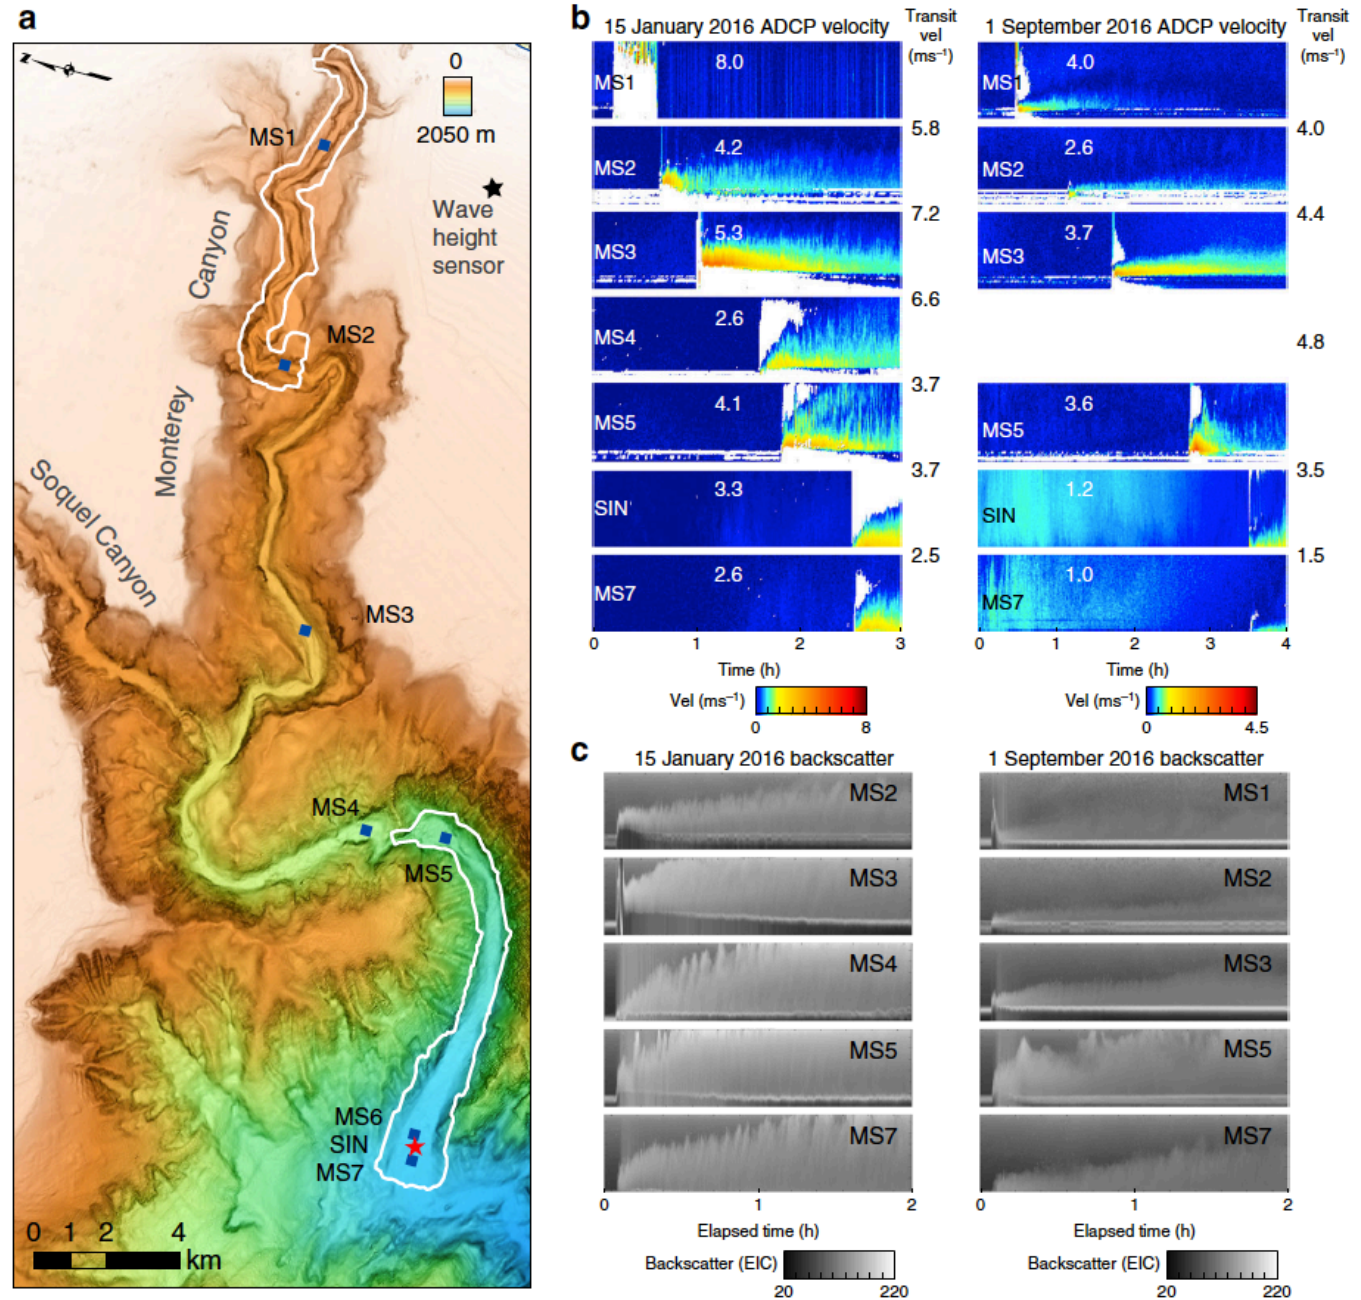 a
z
0
2050 m
MS1
Wave
height
sensor
Canyon
MS2
Monterey
Soquel Canyon
MS3
MS4
MS5
MS6
SIN
MS7
0 1 2 4
km
b
15 January 2016 ADCP velocity
Transit
vel
(ms⁻¹)
MS1 8.0
5.8
MS2 4.2
7.2
MS3 5.3
6.6
MS4 2.6
3.7
MS5 4.1
3.7
SIN 3.3
2.5
MS7 2.6
0 1 2 3
Time (h)
Vel (ms⁻¹)
0 8
1 September 2016 ADCP velocity
Transit
vel
(ms⁻¹)
MS1 4.0
4.0
MS2 2.6
4.4
MS3 3.7
4.8
MS5 3.6
3.5
SIN 1.2
1.5
MS7 1.0
0 1 2 3 4
Time (h)
Vel (ms⁻¹)
0 4.5
c
15 January 2016 backscatter
MS2
MS3
MS4
MS5
MS7
0 1 2
Elapsed time (h)
Backscatter (EIC)
20 220
1 September 2016 backscatter
MS1
MS2
MS3
MS5
MS7
0 1 2
Elapsed time (h)
Backscatter (EIC)
20 220